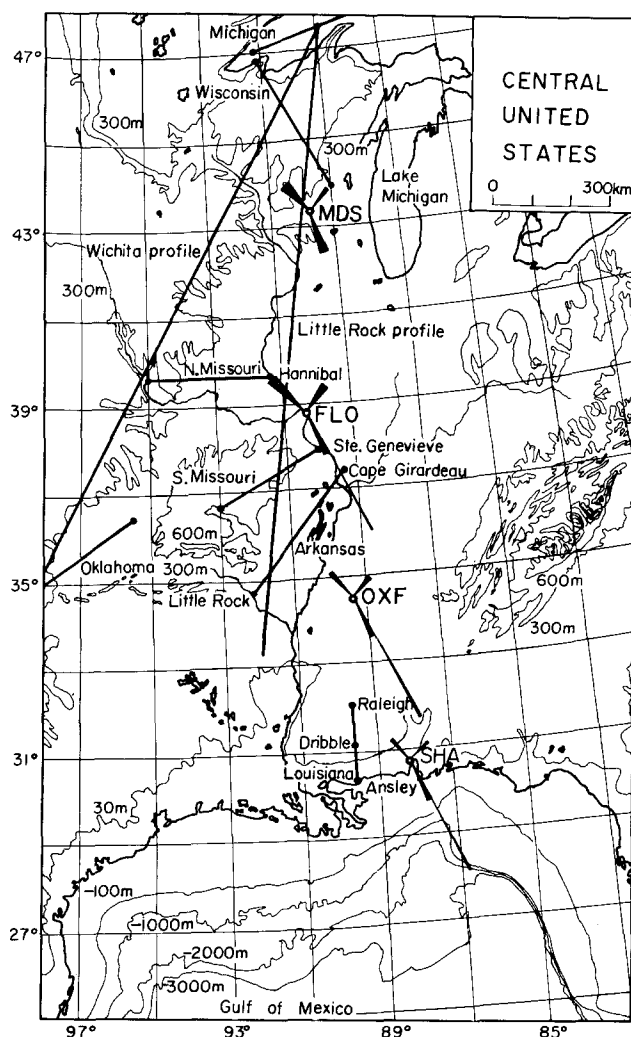 47°
Michigan
Wisconsin
300m
300m
CENTRAL
UNITED
STATES
0 300km
Lake
Michigan
MDS
43°
Wichita profile
300m
Little Rock profile
N.Missouri
Hannibal
39°
FLO
Ste. Genevieve
Cape Girardeau
S.Missouri
600m
Arkansas
Oklahoma
300m
35°
Little Rock
OXF
600m
300m
Raleigh
Dribble
31°
SHA
Louisiana
Ansley
30m
-100m
-1000m
27°
-2000m
-3000m
Gulf of Mexico
97° 93° 89° 85°